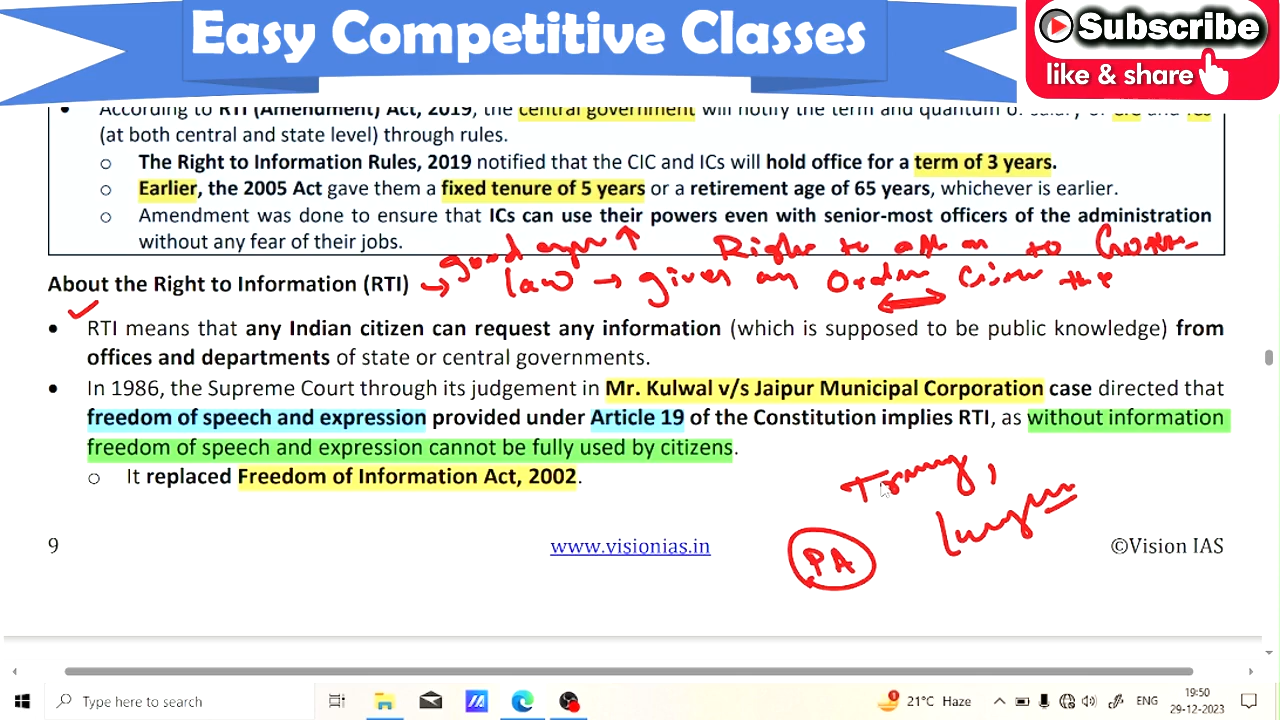 Easy Competitive Classes
Subscribe
like & share
According to RTI (Amendment) Act, 2019, the central government will notify the term and quantum of salary of CIC and ICs
(at both central and state level) through rules.
o The Right to Information Rules, 2019 notified that the CIC and ICs will hold office for a term of 3 years.
o Earlier, the 2005 Act gave them a fixed tenure of 5 years or a retirement age of 65 years, whichever is earlier.
o Amendment was done to ensure that ICs can use their powers even with senior-most officers of the administration
without any fear of their jobs.
good
Right to
to
About the Right to Information (RTI)
law → gives an Order
the
• RTI means that any Indian citizen can request any information (which is supposed to be public knowledge) from
offices and departments of state or central governments.
• In 1986, the Supreme Court through its judgement in Mr. Kulwal v/s Jaipur Municipal Corporation case directed that
freedom of speech and expression provided under Article 19 of the Constitution implies RTI, as without information
freedom of speech and expression cannot be fully used by citizens.
o It replaced Freedom of Information Act, 2002.
PA
9 www.visionias.in ©Vision IAS
Type here to search
1
21°C Haze
ENG
19:50
29-12-2023